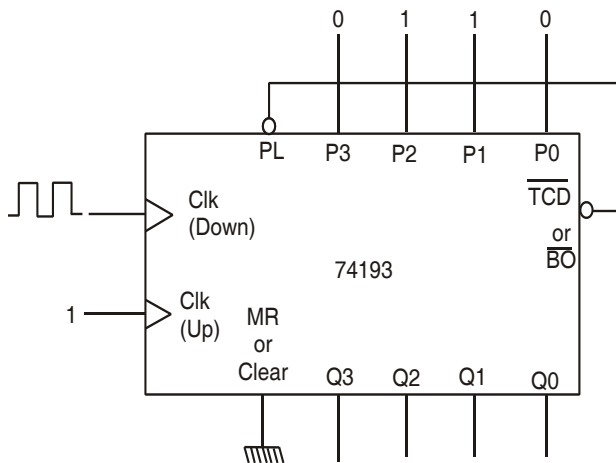 0 1 1 0
PL P3 P2 P1 P0
Clk
(Down)
TCD
or
BO
74193
1
Clk
(Up)
MR
or
Clear
Q3 Q2 Q1 Q0